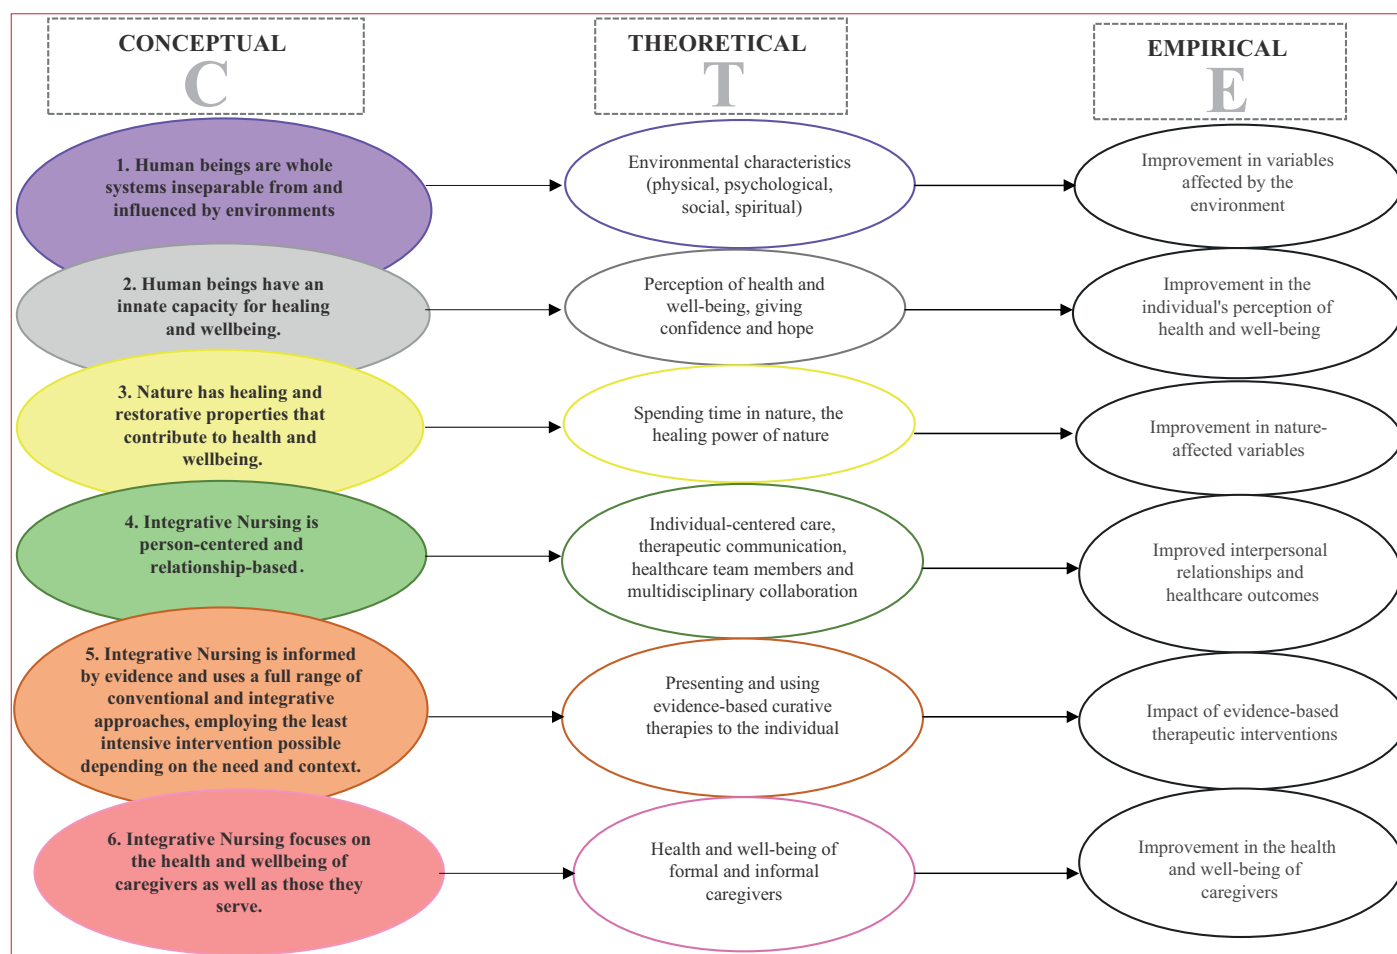 CONCEPTUAL
C
THEORETICAL
T
EMPIRICAL
E
1. Human beings are whole
systems inseparable from and
influenced by environments
Environmental characteristics
(physical, psychological,
social, spiritual)
Improvement in variables
affected by the
environment
2. Human beings have an
innate capacity for healing
and wellbeing.
Perception of health and
well-being, giving
confidence and hope
Improvement in the
individual's perception of
health and well-being
3. Nature has healing and
restorative properties that
contribute to health and
wellbeing.
Spending time in nature, the
healing power of nature
Improvement in nature-
affected variables
4. Integrative Nursing is
person-centered and
relationship-based.
Individual-centered care,
therapeutic communication,
healthcare team members and
multidisciplinary collaboration
Improved interpersonal
relationships and
healthcare outcomes
5. Integrative Nursing is informed
by evidence and uses a full range of
conventional and integrative
approaches, employing the least
intensive intervention possible
depending on the need and context.
Presenting and using
evidence-based curative
therapies to the individual
Impact of evidence-based
therapeutic interventions
6. Integrative Nursing focuses on
the health and wellbeing of
caregivers as well as those they
serve.
Health and well-being of
formal and informal
caregivers
Improvement in the health
and well-being of
caregivers